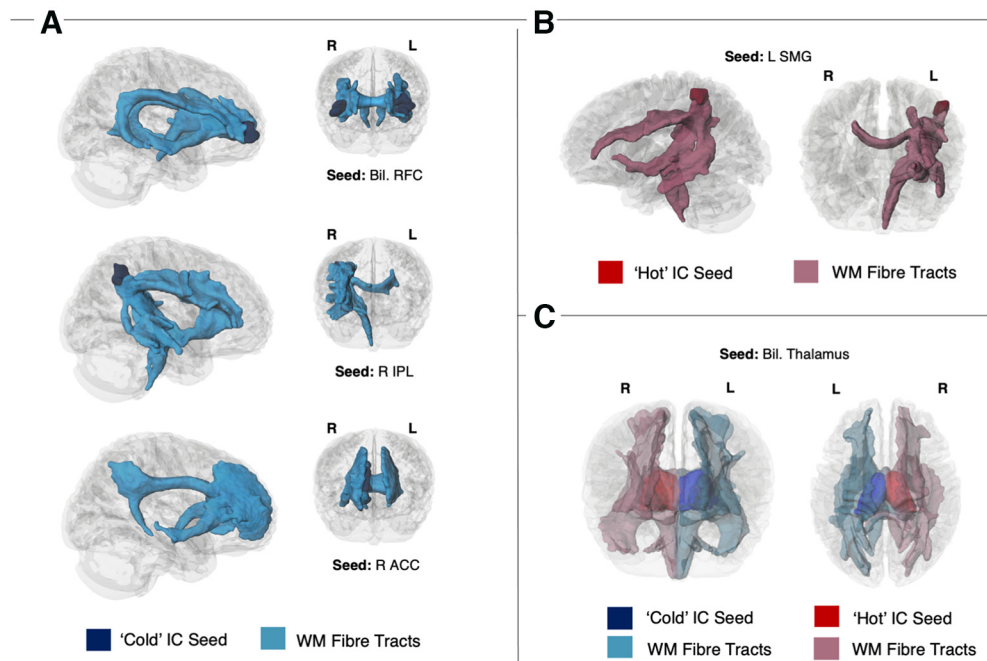 A
R L
Seed: Bil. RFC
R L
Seed: R IPL
R L
Seed: R ACC
'Cold' IC Seed WM Fibre Tracts
B
Seed: L SMG
R L
'Hot' IC Seed WM Fibre Tracts
C
Seed: Bil. Thalamus
R L L R
'Cold' IC Seed 'Hot' IC Seed
WM Fibre Tracts WM Fibre Tracts